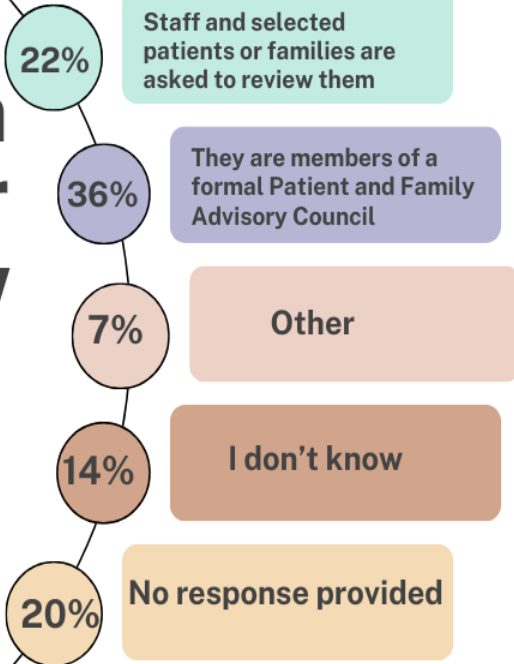 22%
Staff and selected
patients or families are
asked to review them
36%
They are members of a
formal Patient and Family
Advisory Council
7%
Other
14%
I don’t know
20%
No response provided